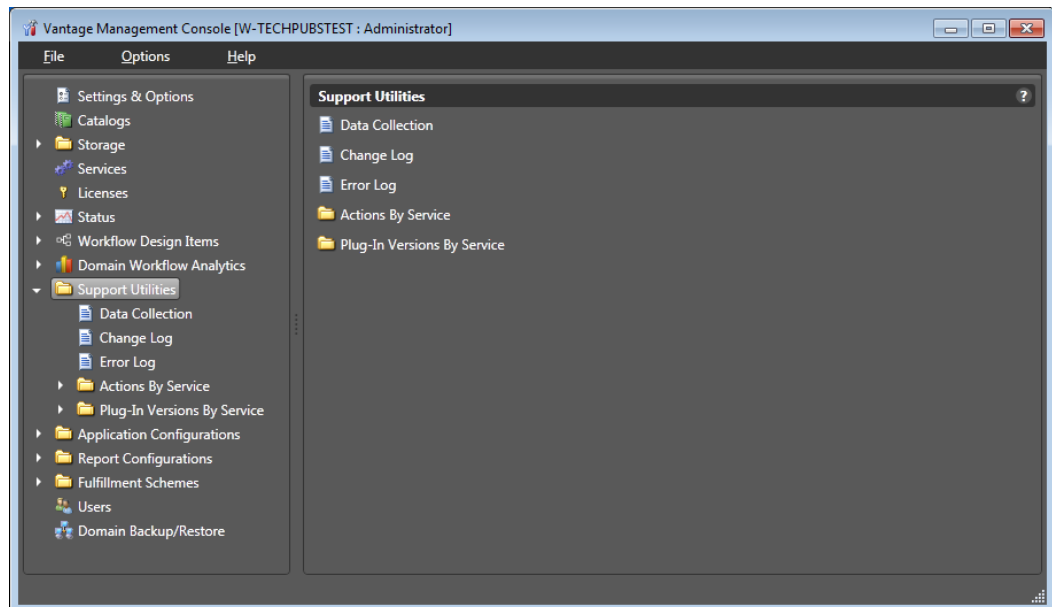 Vantage Management Console [W-TECHPUBSTEST : Administrator]
File Options Help
Settings & Options
Catalogs
Storage
Services
Licenses
Status
Workflow Design Items
Domain Workflow Analytics
Support Utilities
Data Collection
Change Log
Error Log
Actions By Service
Plug-In Versions By Service
Application Configurations
Report Configurations
Fulfillment Schemes
Users
Domain Backup/Restore
Support Utilities ?
Data Collection
Change Log
Error Log
Actions By Service
Plug-In Versions By Service